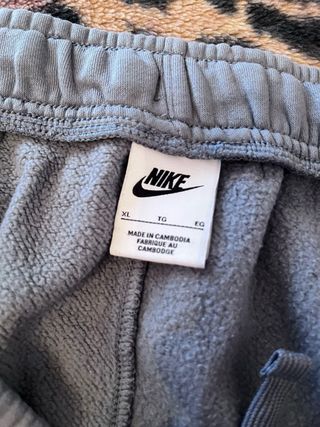 NIKE
XL TG EG
MADE IN CAMBODIA
FABRIQUE AU
CAMBODGE